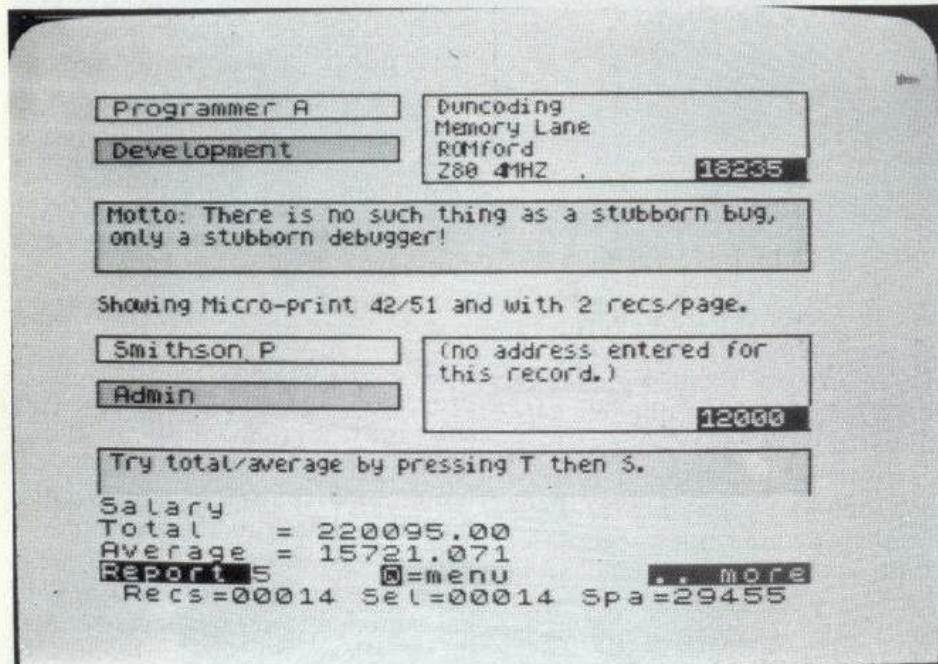 Programmer A
Development
Duncoding
Memory Lane
ROMford
Z80 4MHZ .
18235
Motto: There is no such thing as a stubborn bug,
only a stubborn debugger!
Showing Micro-print 42/51 and with 2 recs/page.
Smithson P
Admin
(no address entered for
this record.)
12000
Try total/average by pressing T then S.
Salary
Total = 220095.00
Average = 15721.071
Report S @=menu .. more
Recs=00014 Sel=00014 Spa=29455